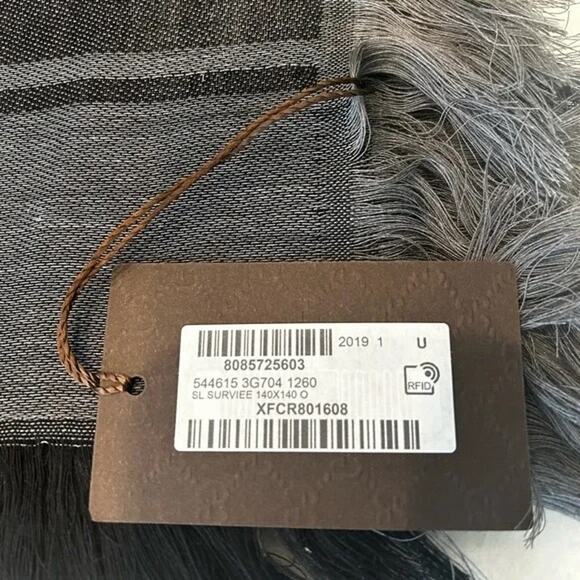 2019 1 U
8085725603
544615 3G704 1260
SL SURVIEE 140X140 O
XFCR801608
RFID